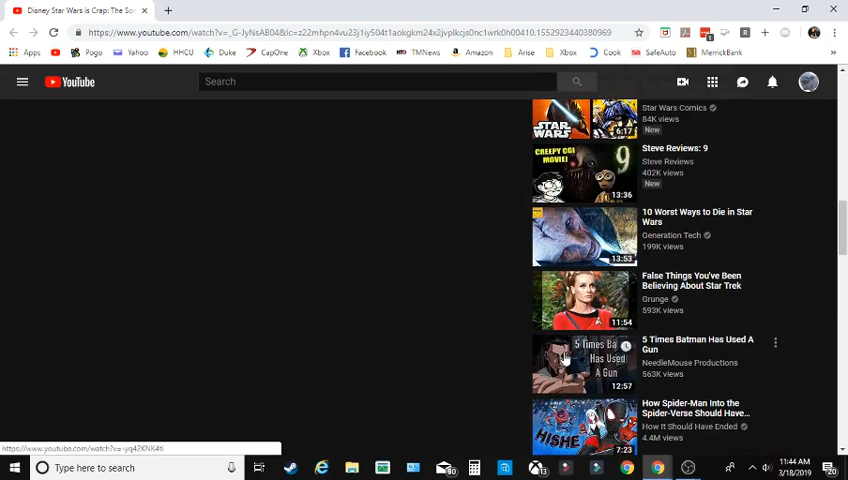 Disney Star Wars is Crap: The Soc
https://www.youtube.com/watch?v=_G-JyNsAB04&lc=z22mhpn4vu23j1iy504t1aokgkm24x2jvplkcjs0nc1wrk0h00410.1552923440380969
Apps Pogo Yahoo HHCU Duke CapOne Xbox Facebook TMNews Amazon Arise Xbox Cook SafeAuto MerrickBank
YouTube
Search
STAR WARS
6:17
Star Wars Comics
84K views
New
CREEPY CGI MOVIE!
9
13:36
Steve Reviews: 9
Steve Reviews
402K views
New
13:53
10 Worst Ways to Die in Star
Wars
Generation Tech
199K views
11:54
False Things You've Been
Believing About Star Trek
Grunge
593K views
5 Times Ba
Has Used
A Gun
12:57
5 Times Batman Has Used A
Gun
NeedleMouse Productions
563K views
HISHE
7:23
How Spider-Man Into the
Spider-Verse Should Have...
How It Should Have Ended
4.4M views
https://www.youtube.com/watch?v=-yq42KNK4tI
Type here to search
90
13
11:44 AM
3/18/2019
20